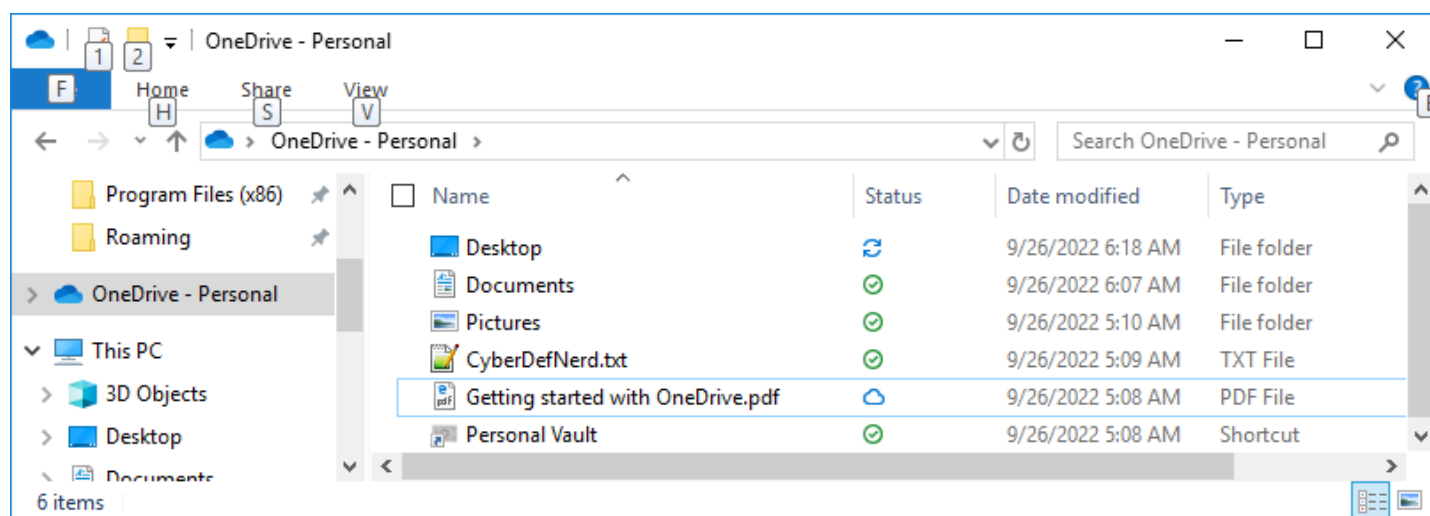 OneDrive - Personal
1 2
F Home Share View
H S V
OneDrive - Personal Search OneDrive - Personal
Program Files (x86)
Roaming
OneDrive - Personal
This PC
3D Objects
Desktop
Documents
Name Status Date modified Type
Desktop 9/26/2022 6:18 AM File folder
Documents 9/26/2022 6:07 AM File folder
Pictures 9/26/2022 5:10 AM File folder
CyberDefNerd.txt 9/26/2022 5:09 AM TXT File
Getting started with OneDrive.pdf 9/26/2022 5:08 AM PDF File
Personal Vault 9/26/2022 5:08 AM Shortcut
6 items